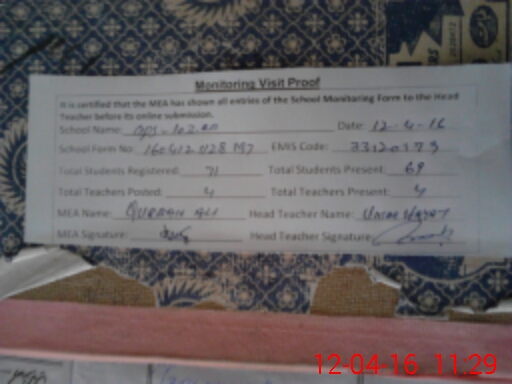 Monitoring Visit Proof
It is certified that the MEA has shown all entries of the School Monitoring Form to the Head
Teacher before its online submission.
School Name: Date: 12-4-16
School Form No: EMIS Code:
Total Students Registered: 71 Total Students Present: 69
Total Teachers Posted: 4 Total Teachers Present: 4
MEA Name: QURBAN ALI Head Teacher Name:
MEA Signature: Head Teacher Signature:
12-04-16 11:29